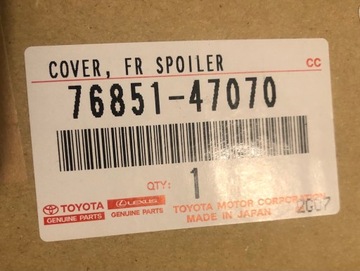 COVER, FR SPOILER CC
76851-47070
QTY: 1
TOYOTA LEXUS TOYOTA MOTOR CORPORATION
GENUINE PARTS GENUINE PARTS MADE IN JAPAN 2G07